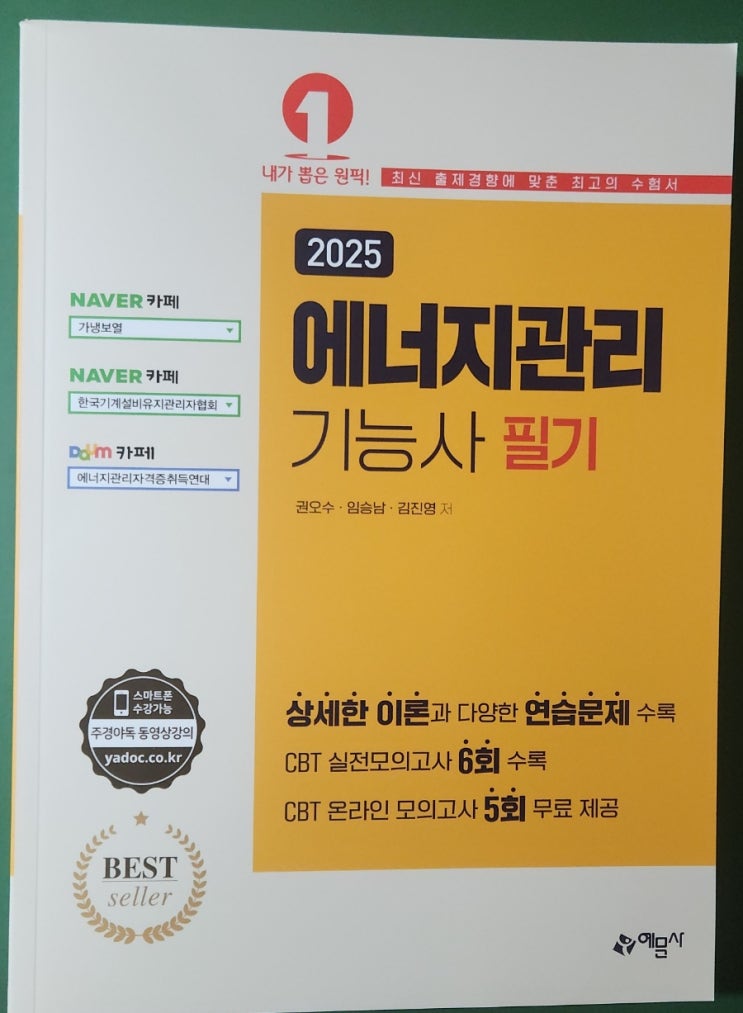 1
내가 뽑은 원픽!
최신 출제경향에 맞춘 최고의 수험서
2025
에너지관리
기능사 필기
권오수 · 임승남 · 김진영 저
NAVER 카페
가냉보열
NAVER 카페
한국기계설비유지관리자협회
Daum 카페
에너지관리자격증취득연대
상세한 이론과 다양한 연습문제 수록
CBT 실전모의고사 6회 수록
CBT 온라인 모의고사 5회 무료 제공
스마트폰
수강가능
주경야독 동영상강의
yadoc.co.kr
BEST
seller
예문사